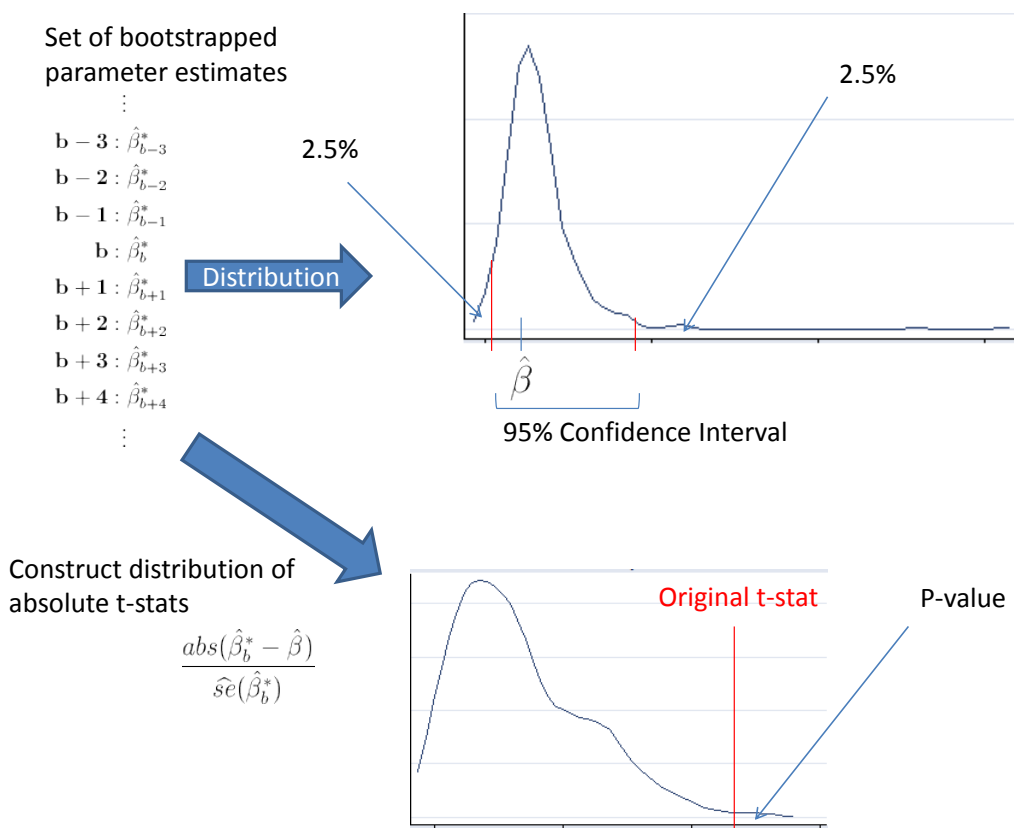 Set of bootstrapped
parameter estimates
⋮
b − 3 : β̂*_{b−3}
b − 2 : β̂*_{b−2}
b − 1 : β̂*_{b−1}
b : β̂*_b
b + 1 : β̂*_{b+1}
b + 2 : β̂*_{b+2}
b + 3 : β̂*_{b+3}
b + 4 : β̂*_{b+4}
⋮
Distribution
2.5%
2.5%
β̂
95% Confidence Interval
Construct distribution of
absolute t-stats
abs(β̂*_b − β̂)
ŝe(β̂*_b)
Original t-stat
P-value